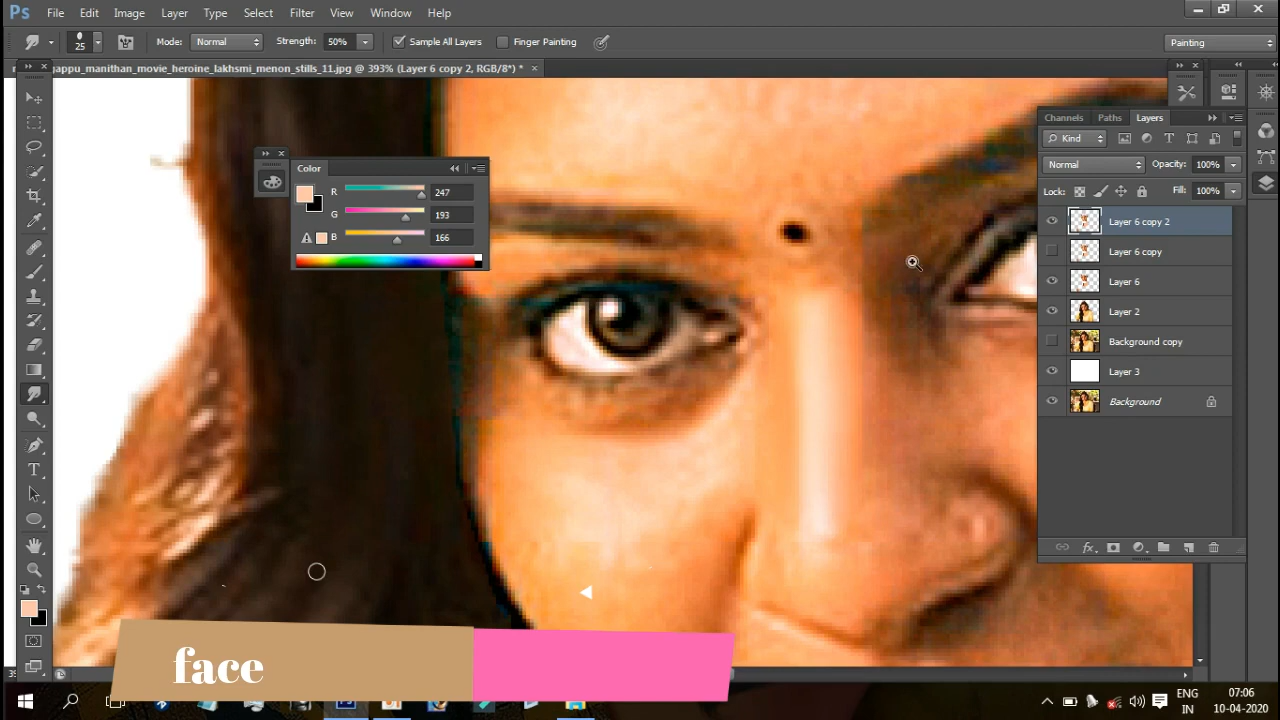 Ps File Edit Image Layer Type Select Filter View Window Help
25 Mode: Normal Strength: 50% Sample All Layers Finger Painting Painting
gappu_manithan_movie_heroine_lakhsmi_menon_stills_11.jpg @ 393% (Layer 6 copy 2, RGB/8*) *
Channels Paths Layers
Kind
Normal Opacity: 100%
Lock: Fill: 100%
Layer 6 copy 2
Layer 6 copy
Layer 6
Layer 2
Background copy
Layer 3
Background
Color
R 247
G 193
B 166
face
ENG
IN
07:06
10-04-2020